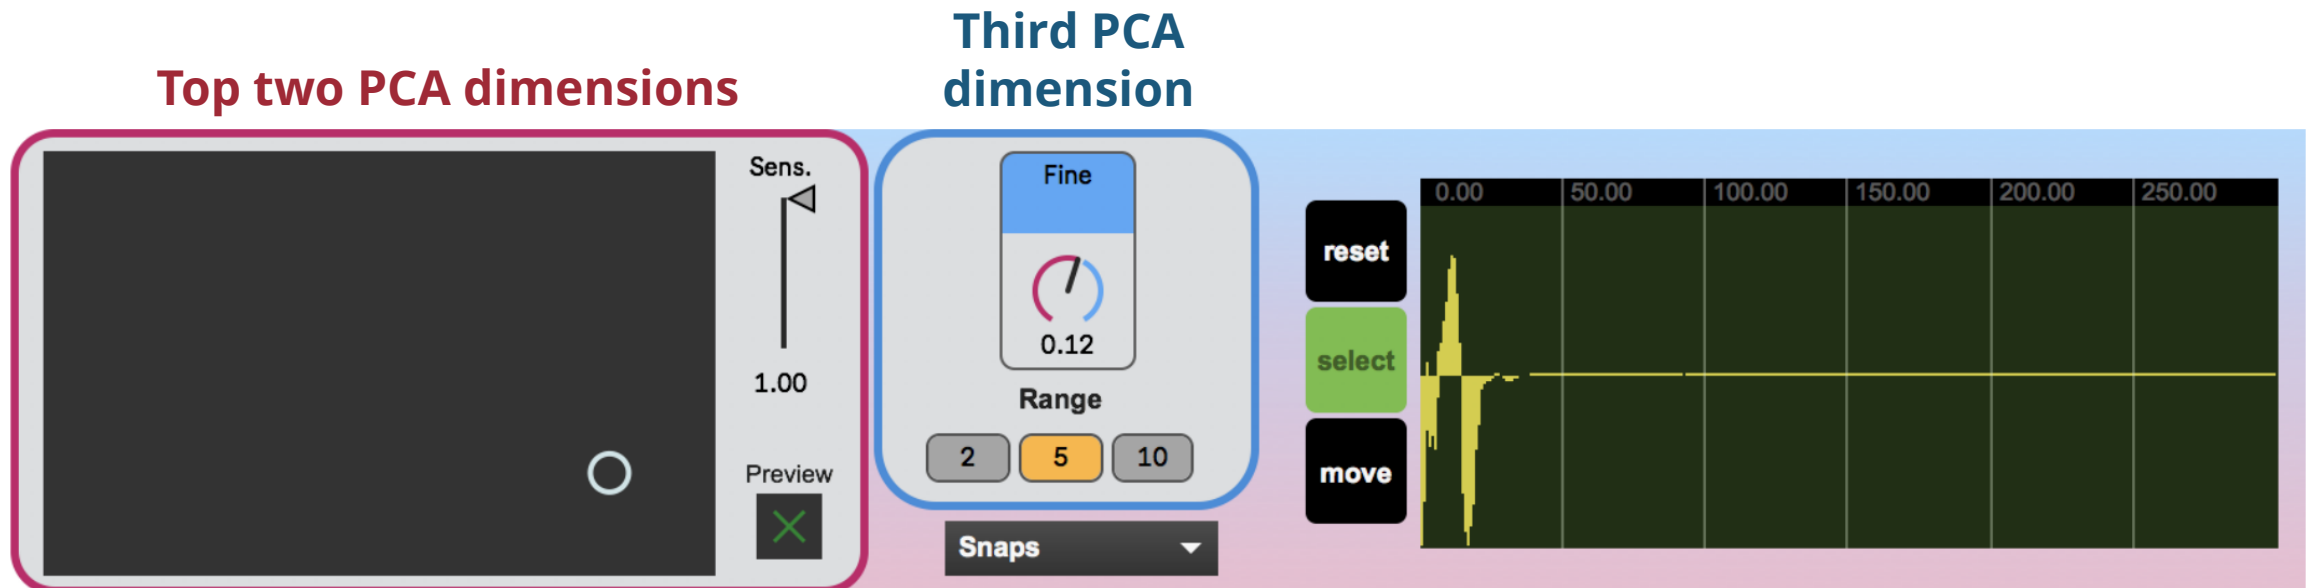 Top two PCA dimensions
Third PCA
dimension
Sens.
1.00
Preview
Fine
0.12
Range
2 5 10
Snaps
reset
select
move
0.00 50.00 100.00 150.00 200.00 250.00